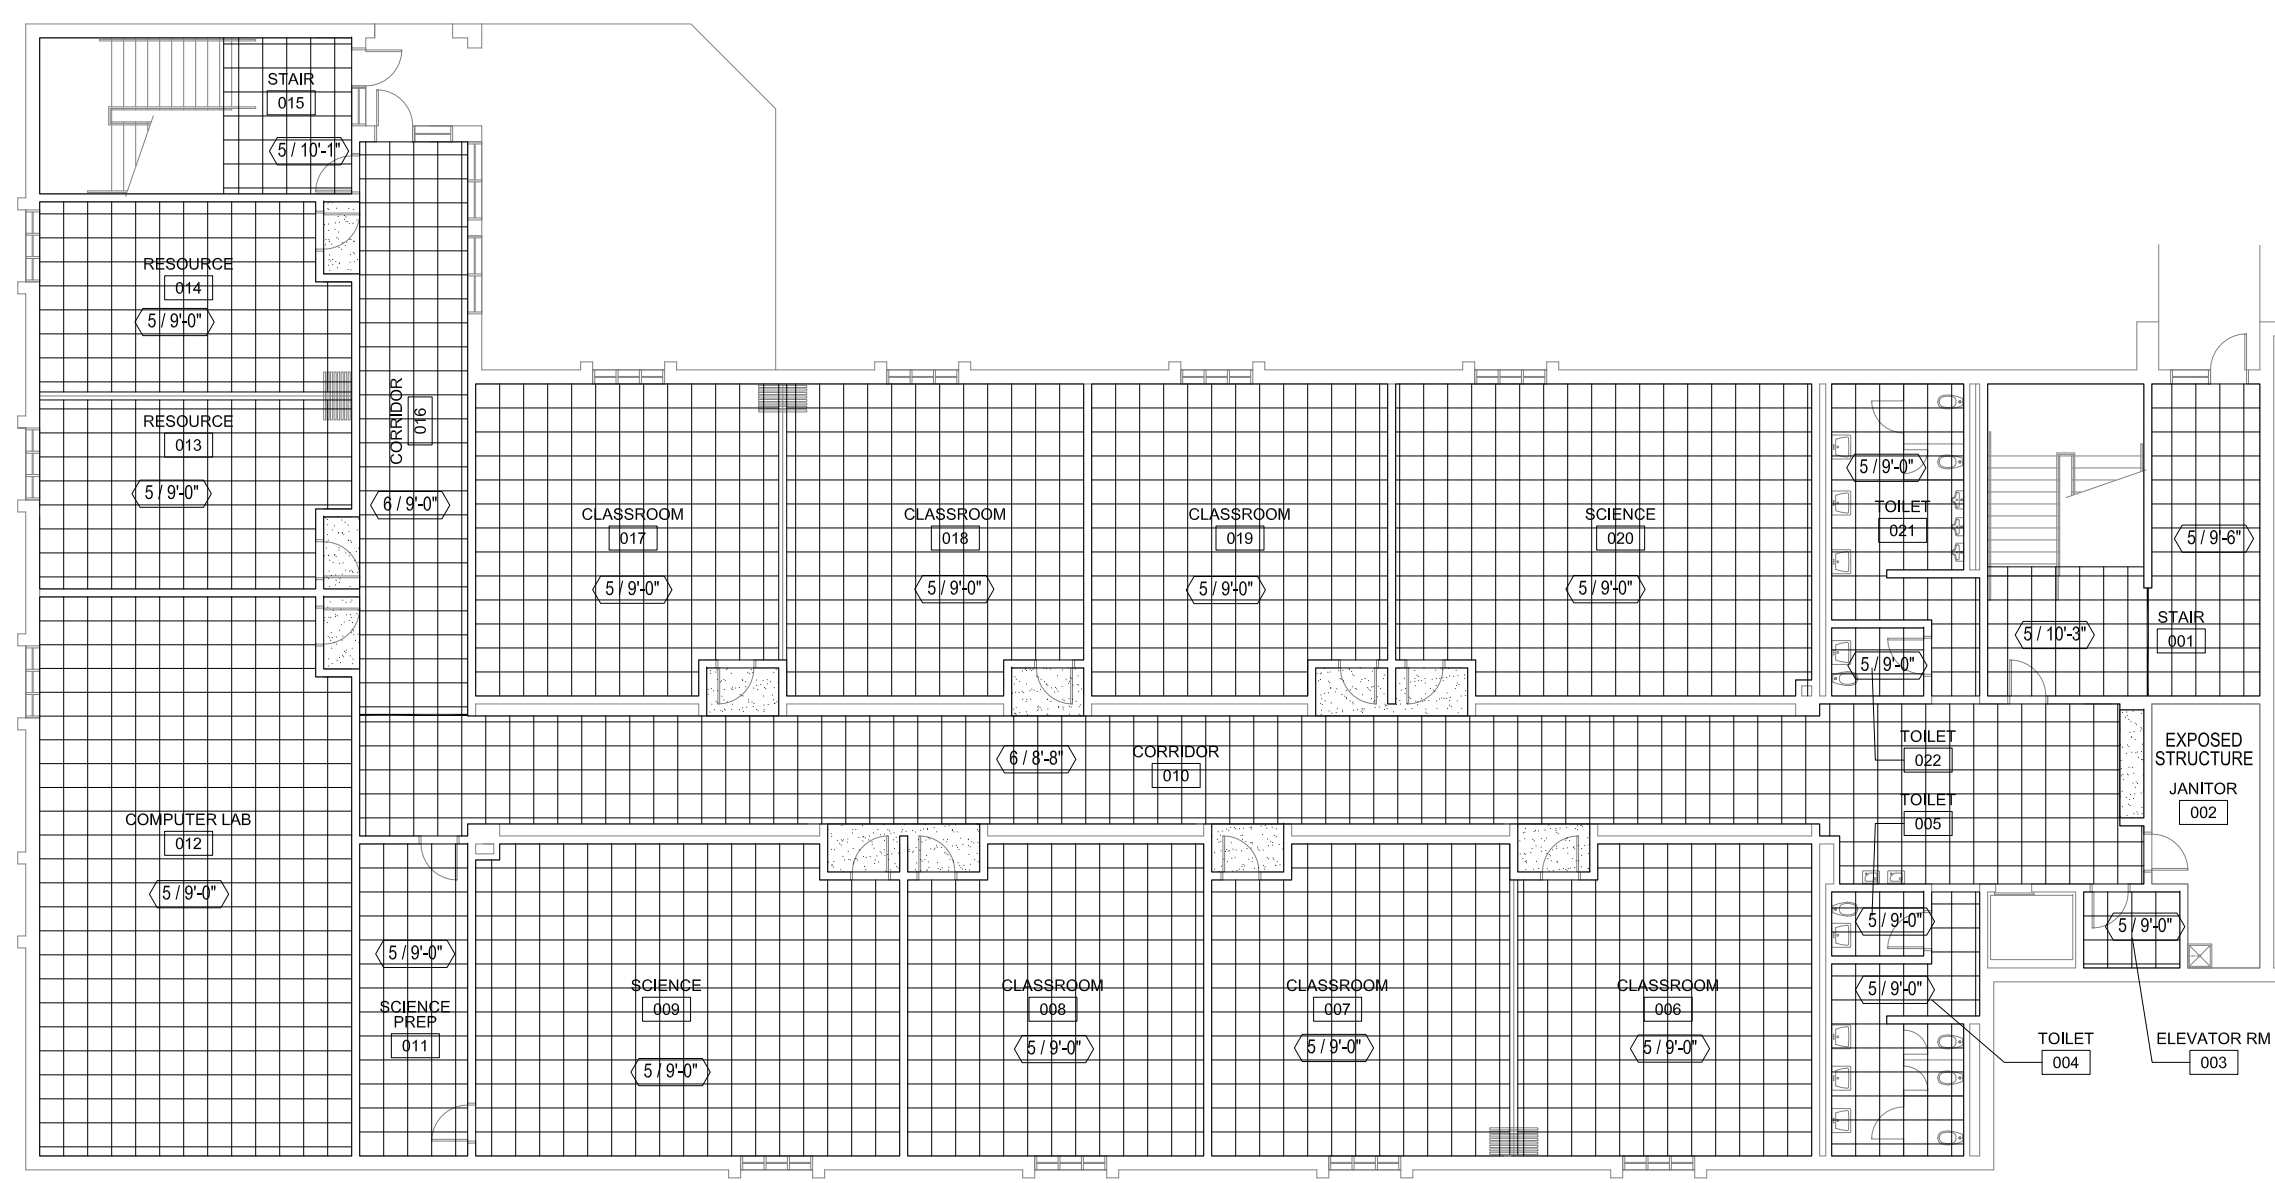 STAIR
015
5 / 10'-1"
RESOURCE
014
5 / 9'-0"
RESOURCE
013
5 / 9'-0"
CORRIDOR
016
6 / 9'-0"
CLASSROOM
017
5 / 9'-0"
CLASSROOM
018
5 / 9'-0"
CLASSROOM
019
5 / 9'-0"
SCIENCE
020
5 / 9'-0"
5 / 9'-0"
TOILET
021
5 / 9'-0"
5 / 9'-6"
STAIR
001
5 / 10'-3"
6 / 8'-8"
CORRIDOR
010
TOILET
022
TOILET
005
EXPOSED
STRUCTURE
JANITOR
002
COMPUTER LAB
012
5 / 9'-0"
5 / 9'-0"
SCIENCE
PREP
011
SCIENCE
009
5 / 9'-0"
CLASSROOM
008
5 / 9'-0"
CLASSROOM
007
5 / 9'-0"
CLASSROOM
006
5 / 9'-0"
5 / 9'-0"
5 / 9'-0"
5 / 9'-0"
TOILET
004
ELEVATOR RM
003